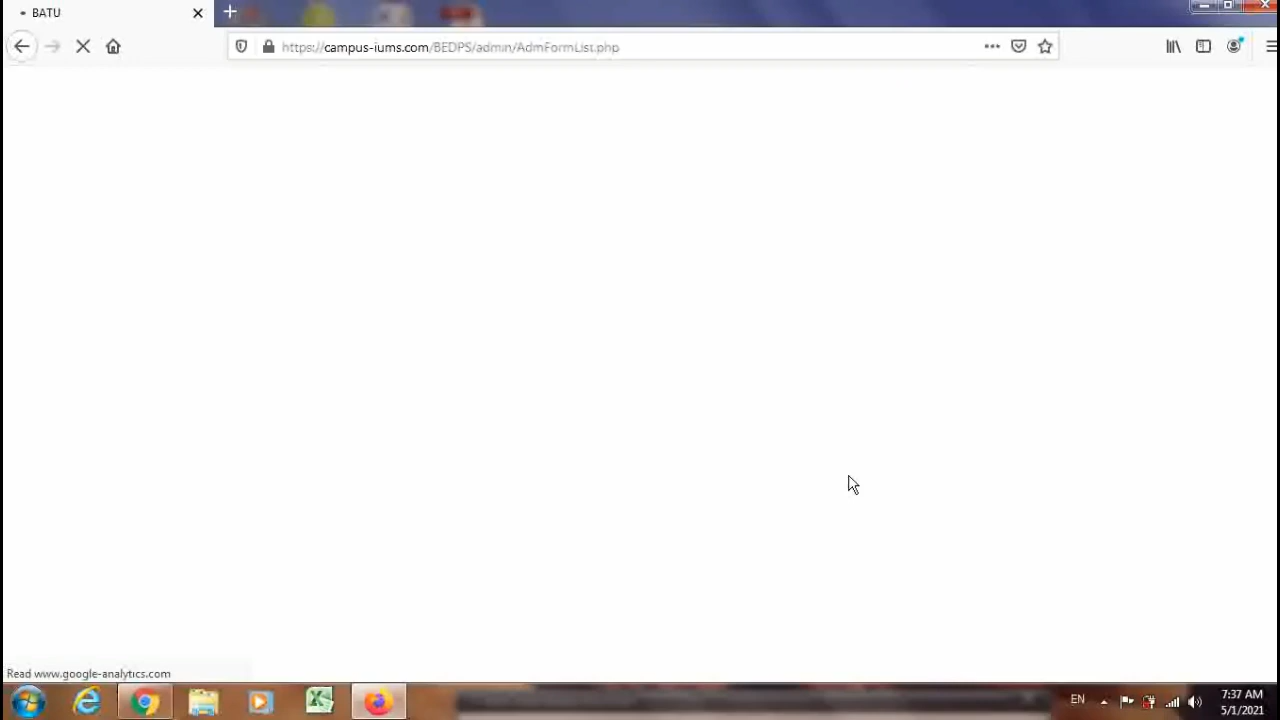 BATU
https://campus-iums.com/BEDPS/admin/AdmFormList.php
Read www.google-analytics.com
EN
7:37 AM
5/1/2021